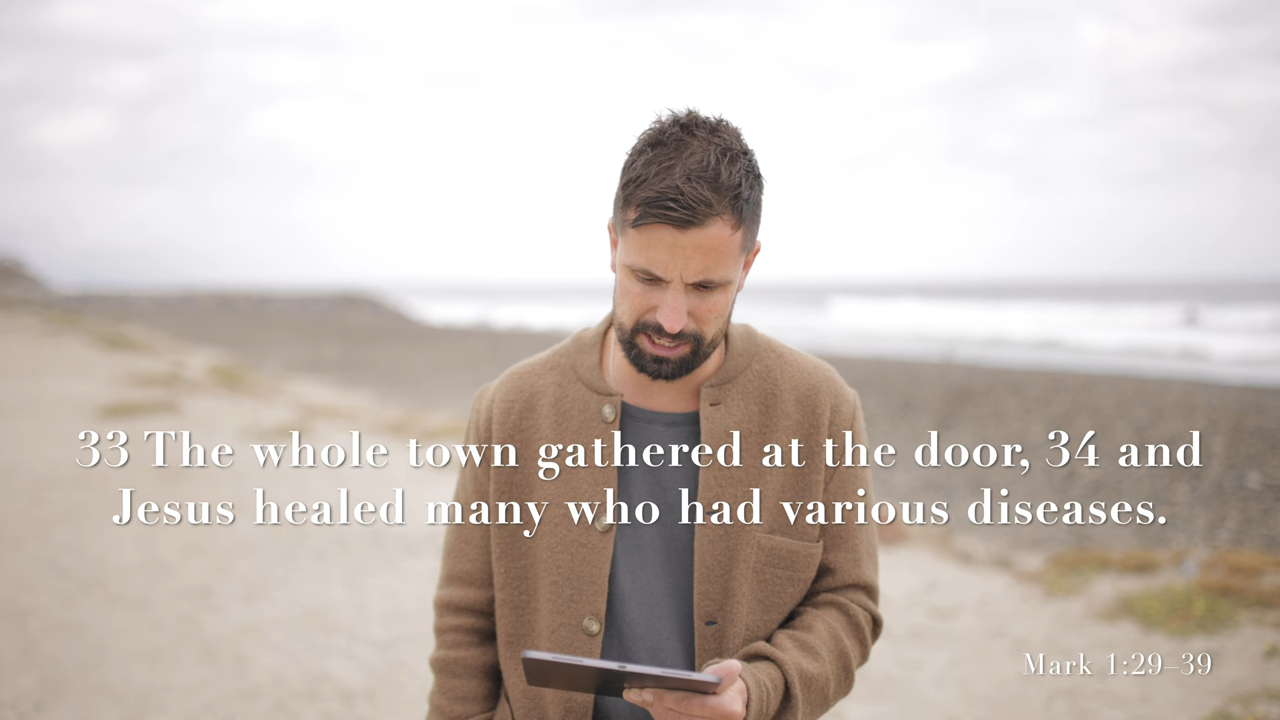 33 The whole town gathered at the door, 34 and
Jesus healed many who had various diseases.
Mark 1:29–39